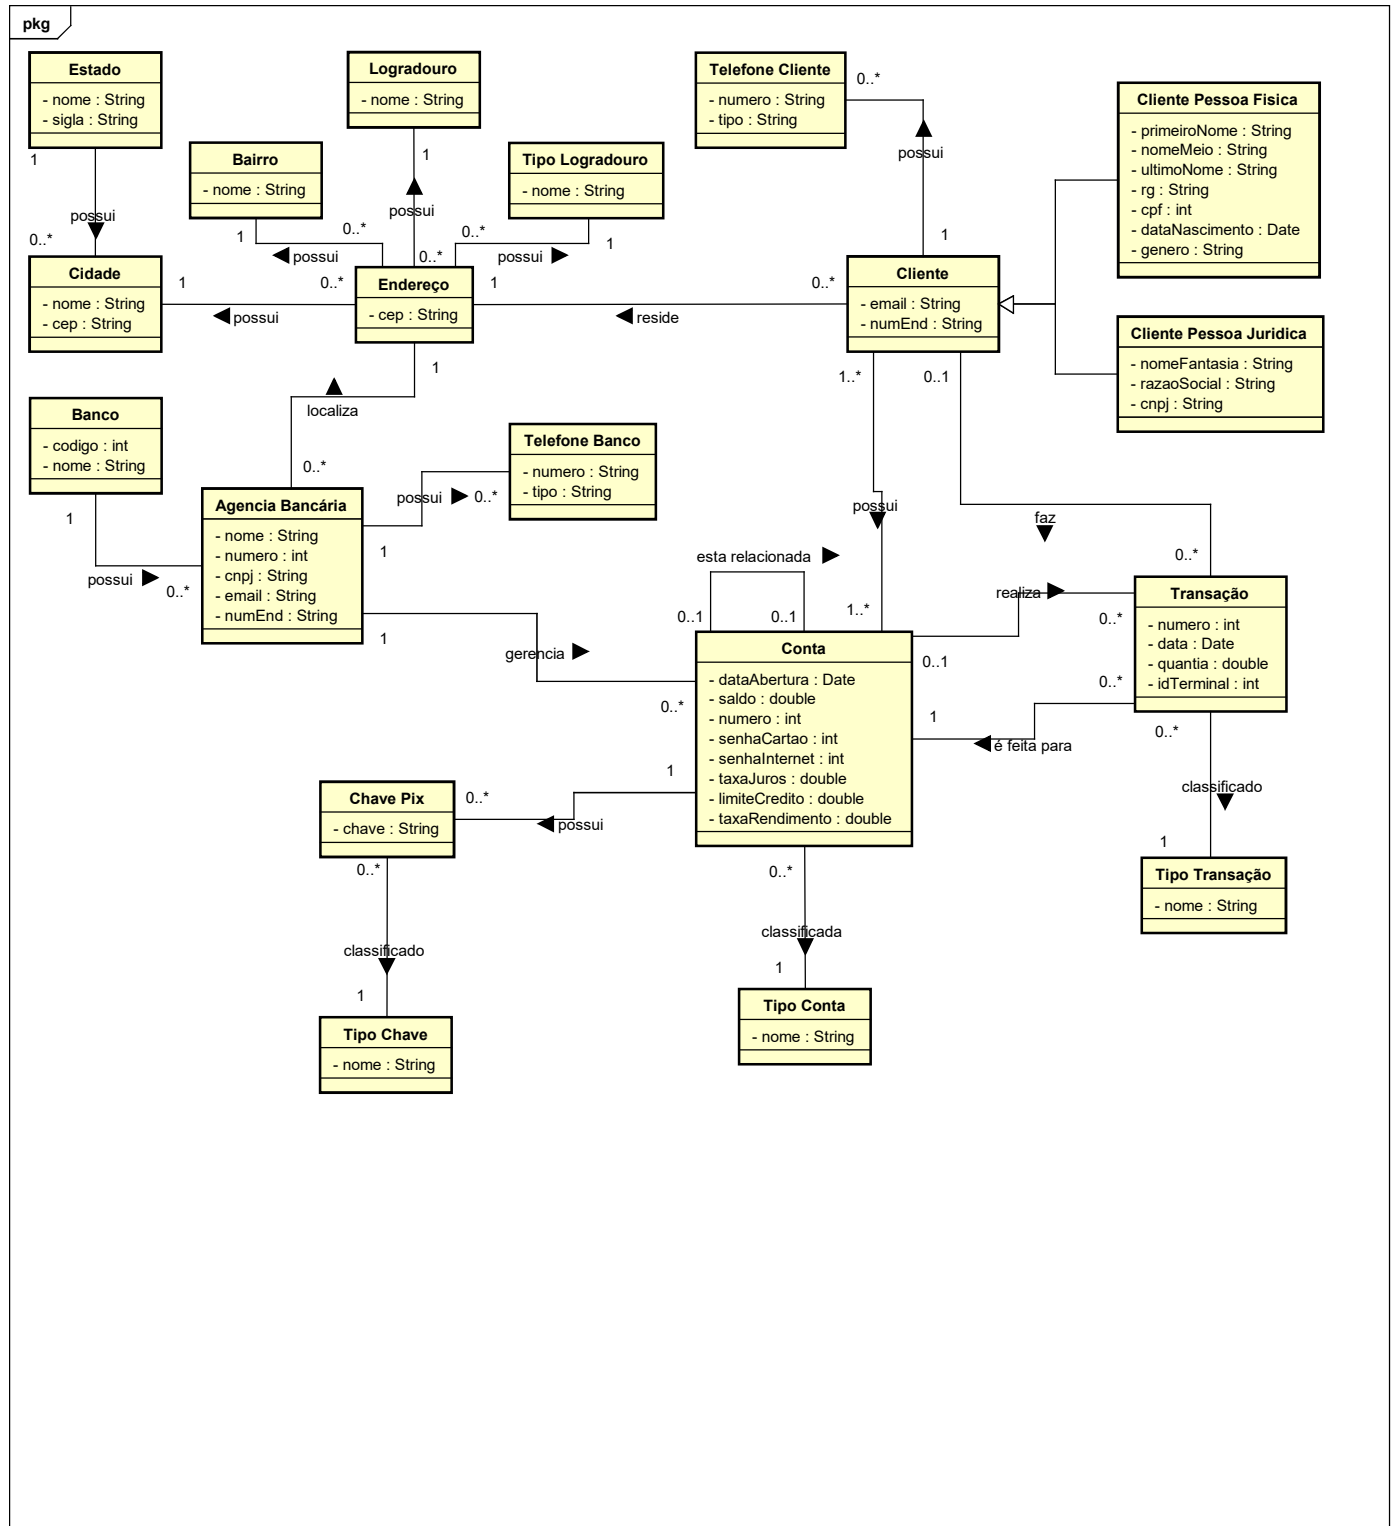 pkg
Estado
- nome : String
- sigla : String
1
possui
0..*
Logradouro
- nome : String
1
possui
0..*
Bairro
- nome : String
1
possui
0..*
Tipo Logradouro
- nome : String
0..*
possui
1
Telefone Cliente
- numero : String
- tipo : String
0..*
possui
1
Cliente Pessoa Fisica
- primeiroNome : String
- nomeMeio : String
- ultimoNome : String
- rg : String
- cpf : int
- dataNascimento : Date
- genero : String
Cidade
- nome : String
- cep : String
1
possui
0..*
Endereço
- cep : String
1
reside
0..*
Cliente
- email : String
- numEnd : String
Cliente Pessoa Juridica
- nomeFantasia : String
- razaoSocial : String
- cnpj : String
1
localiza
0..*
1..*
possui
1..*
0..1
faz
0..*
Banco
- codigo : int
- nome : String
1
possui
0..*
Telefone Banco
- numero : String
- tipo : String
possui
0..*
1
Agencia Bancária
- nome : String
- numero : int
- cnpj : String
- email : String
- numEnd : String
1
gerencia
0..*
esta relacionada
0..1
0..1
realiza
0..*
0..1
Transação
- numero : int
- data : Date
- quantia : double
- idTerminal : int
0..*
1
é feita para
Conta
- dataAbertura : Date
- saldo : double
- numero : int
- senhaCartao : int
- senhaInternet : int
- taxaJuros : double
- limiteCredito : double
- taxaRendimento : double
0..*
classificado
1
Tipo Transação
- nome : String
1
possui
0..*
Chave Pix
- chave : String
0..*
classificado
1
Tipo Chave
- nome : String
0..*
classificada
1
Tipo Conta
- nome : String